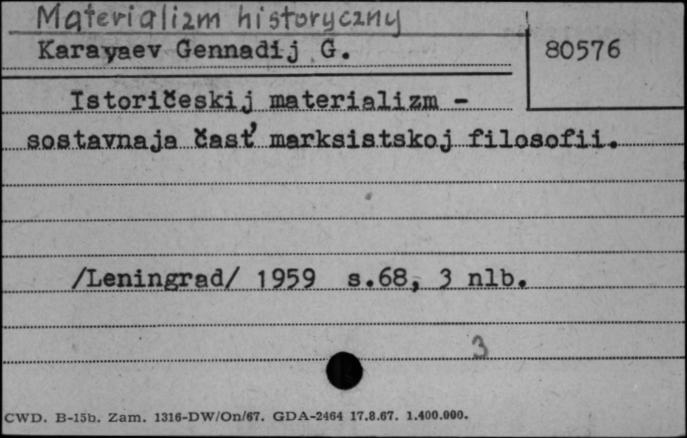 Materializm historyczny
Karayaev Gennadij G.
80576
Istoričeskij materializm -
sostavnaja časť marksistskoj filosofii.
/Leningrad/ 1959 s.68, 3 nlb.
3
CWD. B-15b. Zam. 1316-DW/On/67. GDA-2464 17.8.67. 1.400.000.